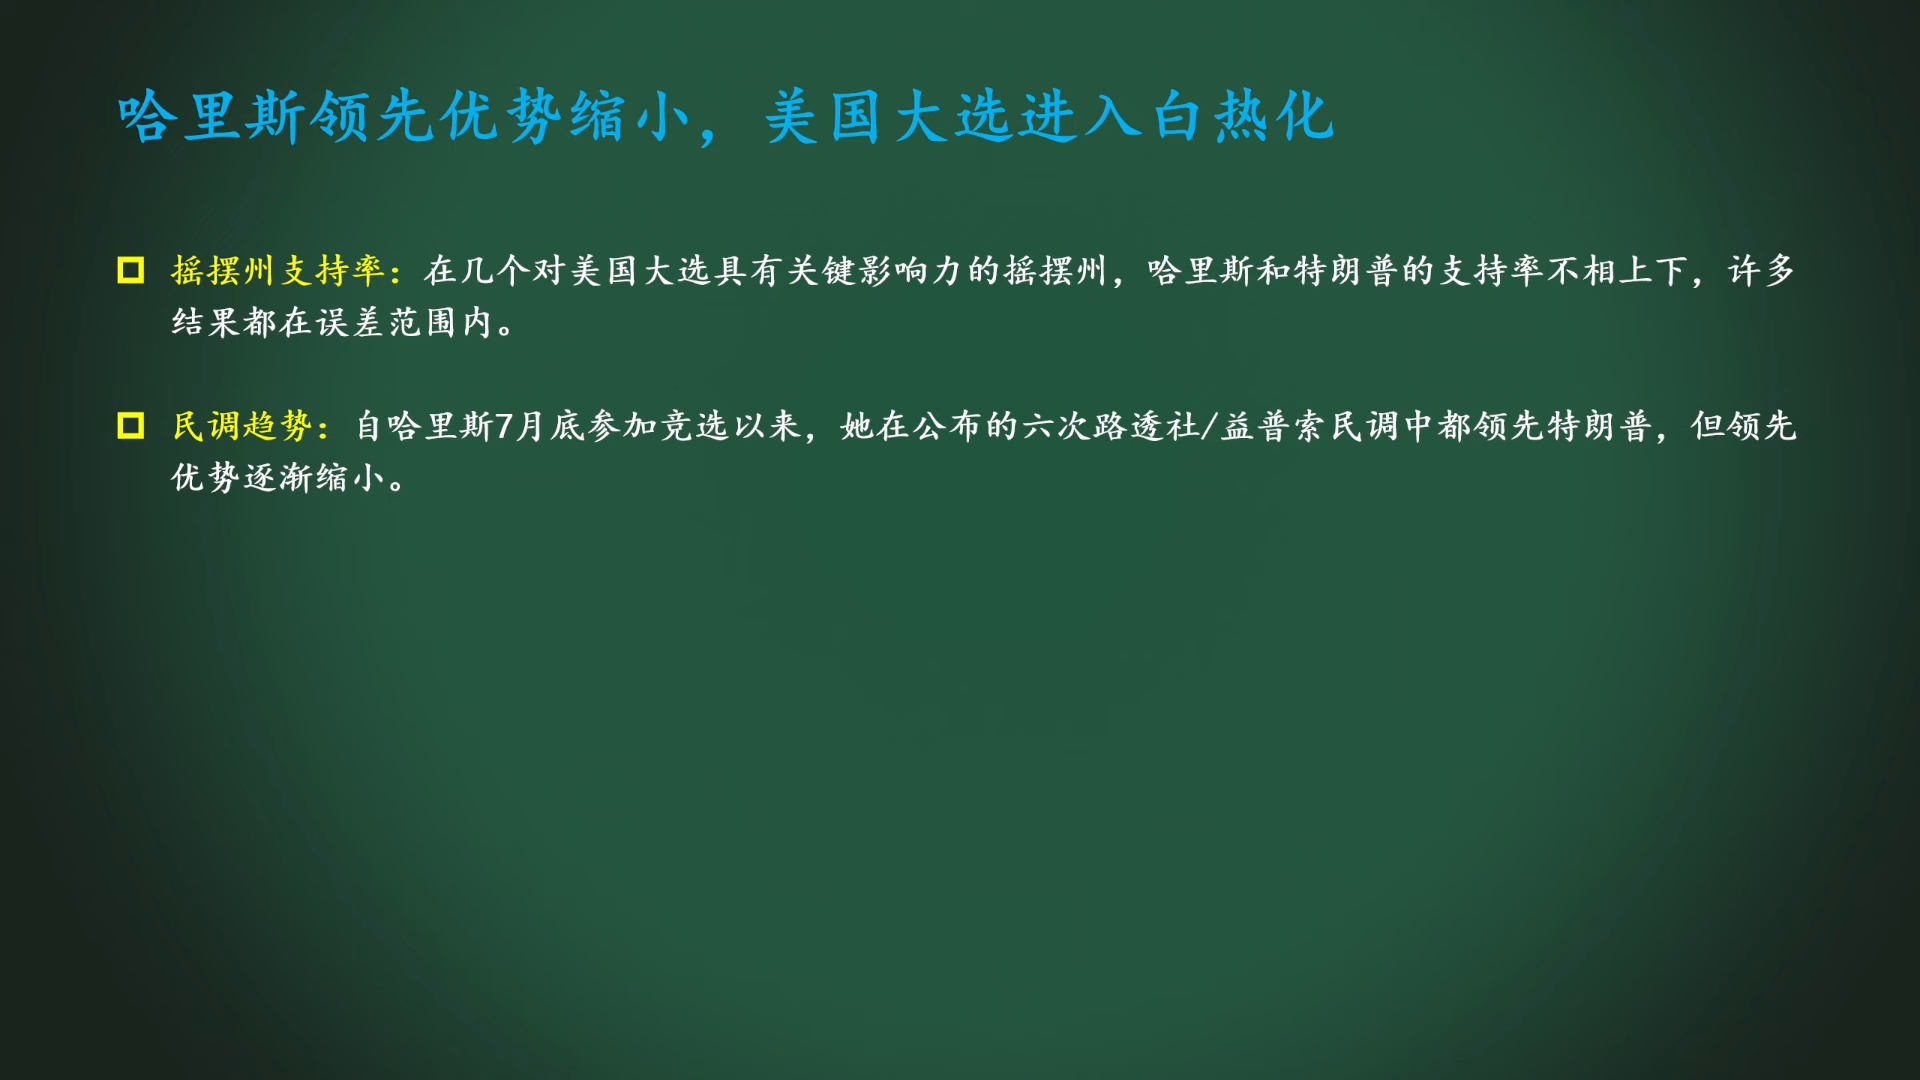 哈里斯领先优势缩小，美国大选进入白热化
摇摆州支持率：在几个对美国大选具有关键影响力的摇摆州，哈里斯和特朗普的支持率不相上下，许多
结果都在误差范围内。
民调趋势：自哈里斯7月底参加竞选以来，她在公布的六次路透社/益普索民调中都领先特朗普，但领先
优势逐渐缩小。